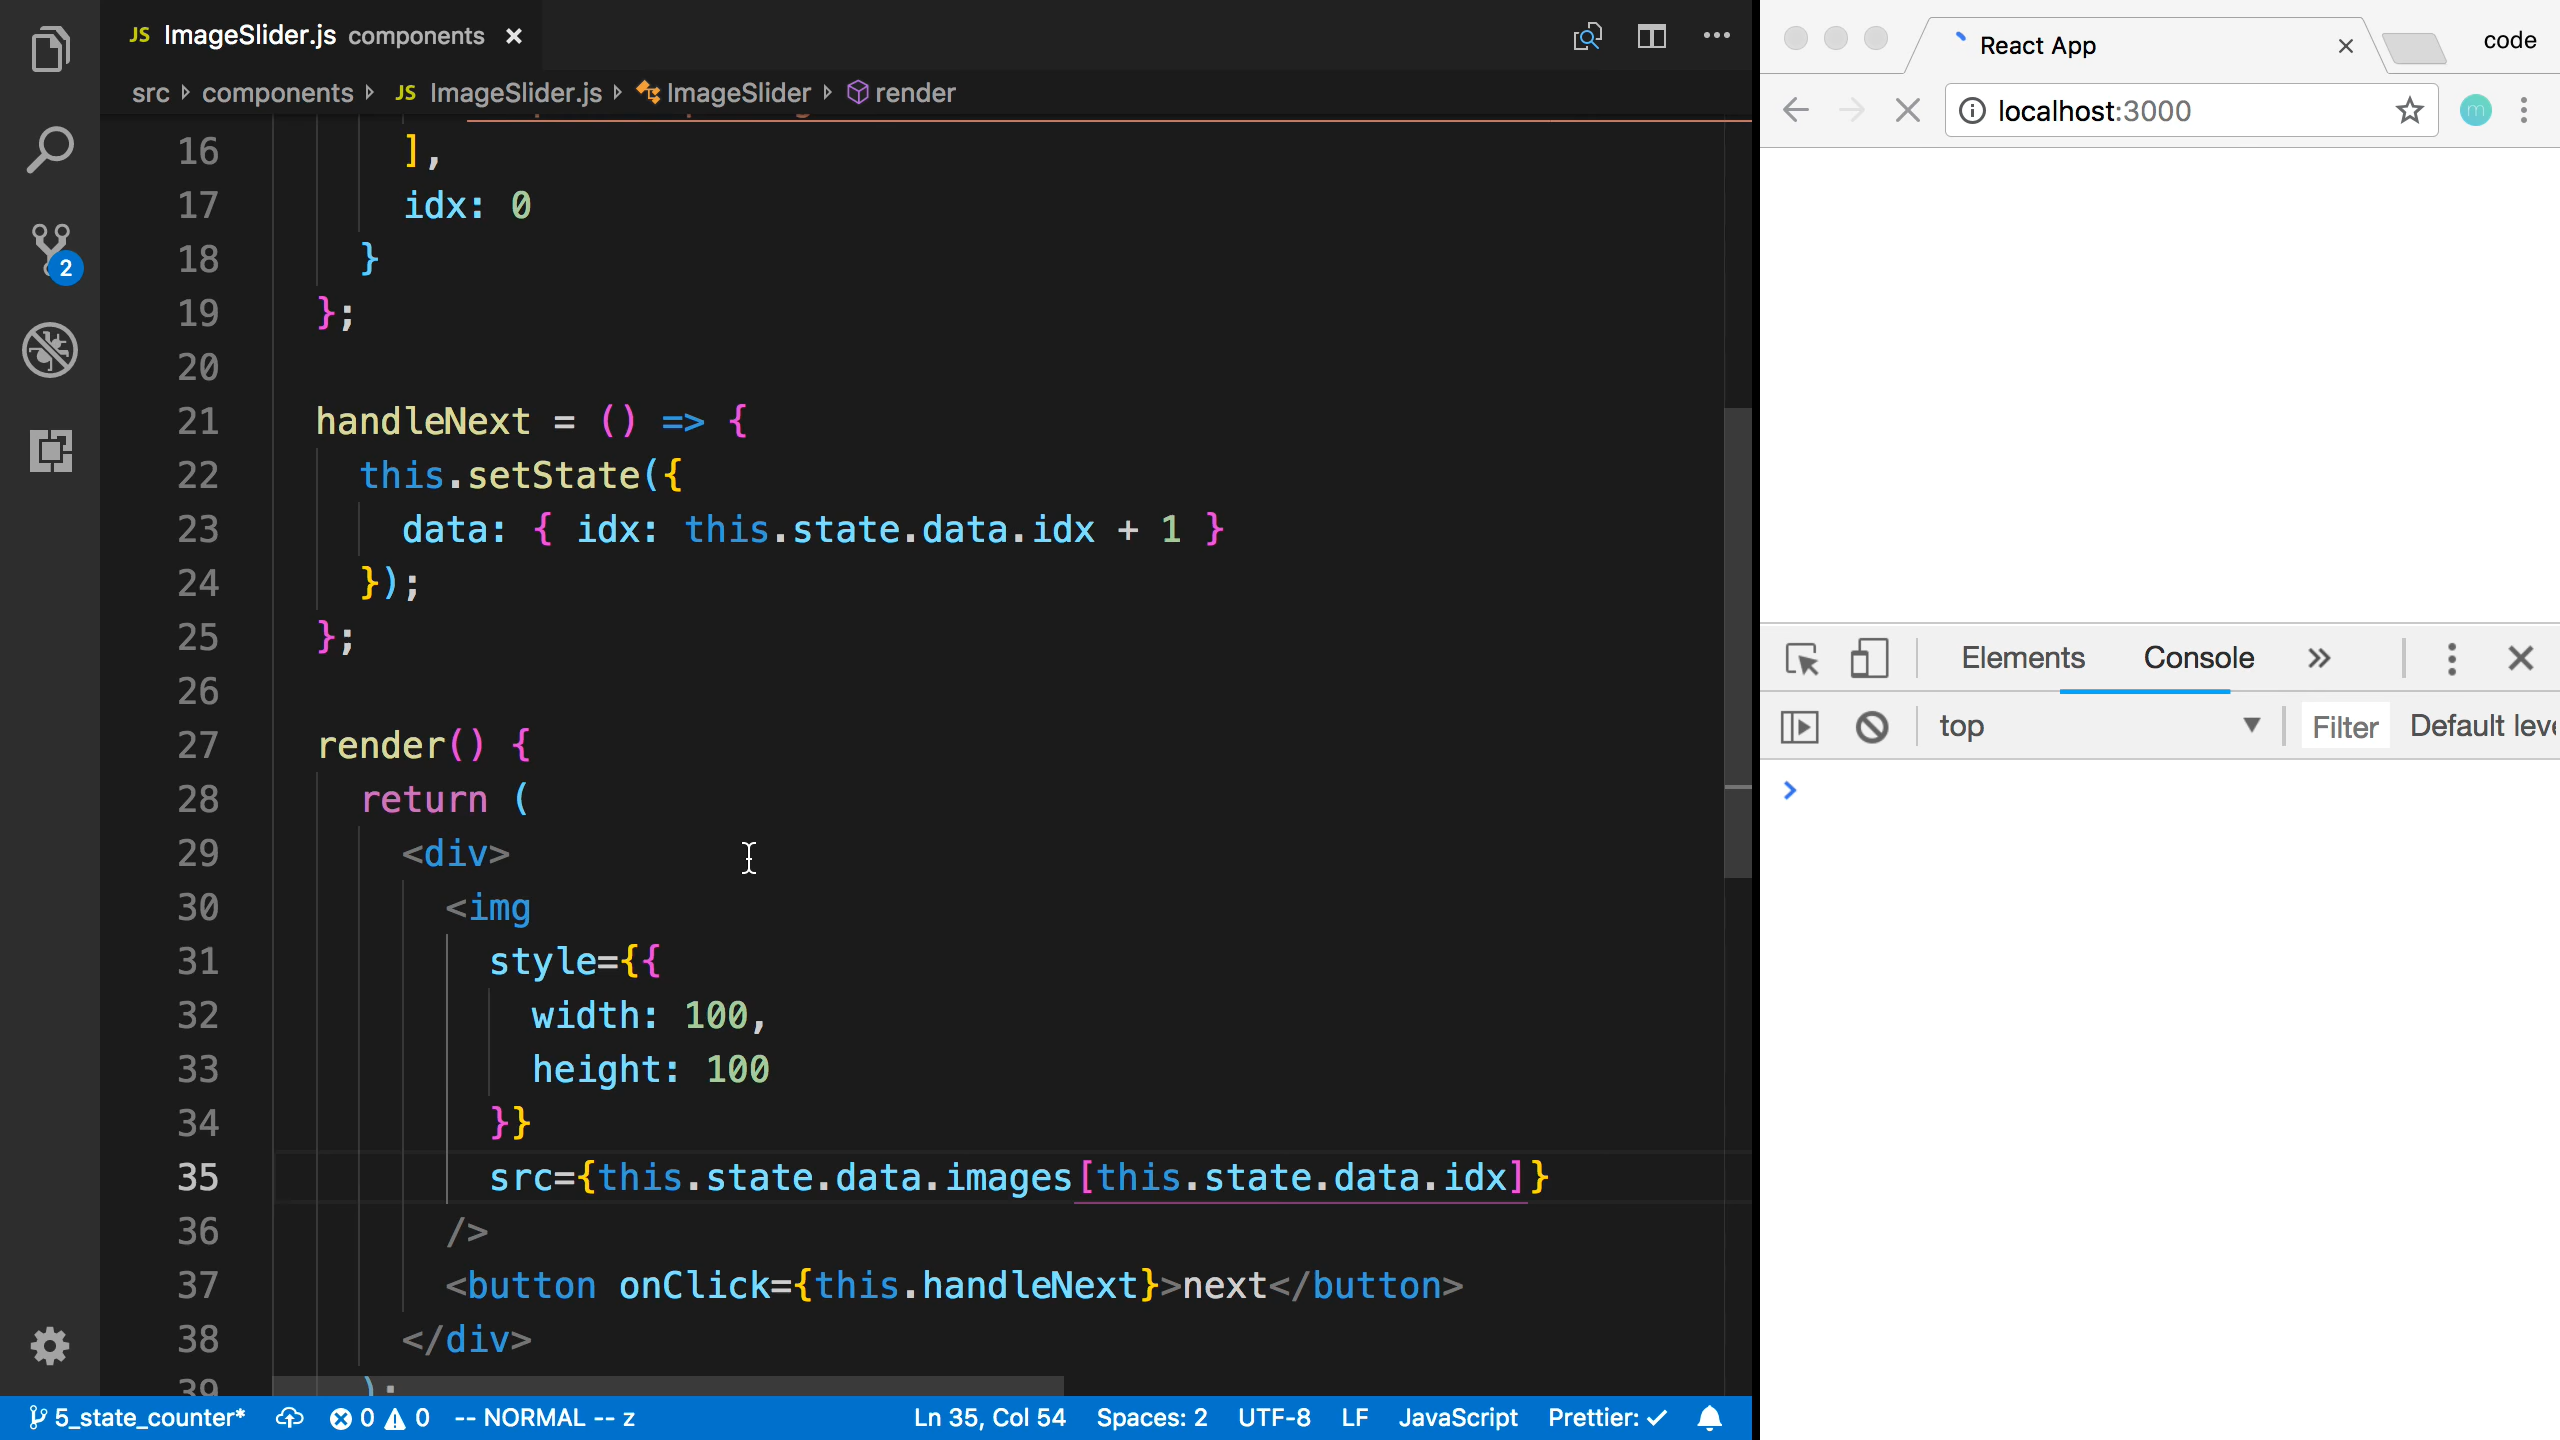 JS ImageSlider.js components ×
src components JS ImageSlider.js ImageSlider render
16 ],
17 idx: 0
18 }
19 };
20
21 handleNext = () => {
22 this.setState({
23 data: { idx: this.state.data.idx + 1 }
24 });
25 };
26
27 render() {
28 return (
29 <div>
30 <img
31 style={{
32 width: 100,
33 height: 100
34 }}
35 src={this.state.data.images[this.state.data.idx]}
36 />
37 <button onClick={this.handleNext}>next</button>
38 </div>
39 );
2
5_state_counter* 0 0 -- NORMAL -- z Ln 35, Col 54 Spaces: 2 UTF-8 LF JavaScript Prettier: ✓
React App × code
localhost:3000 m
Elements Console »
top Filter Default leve